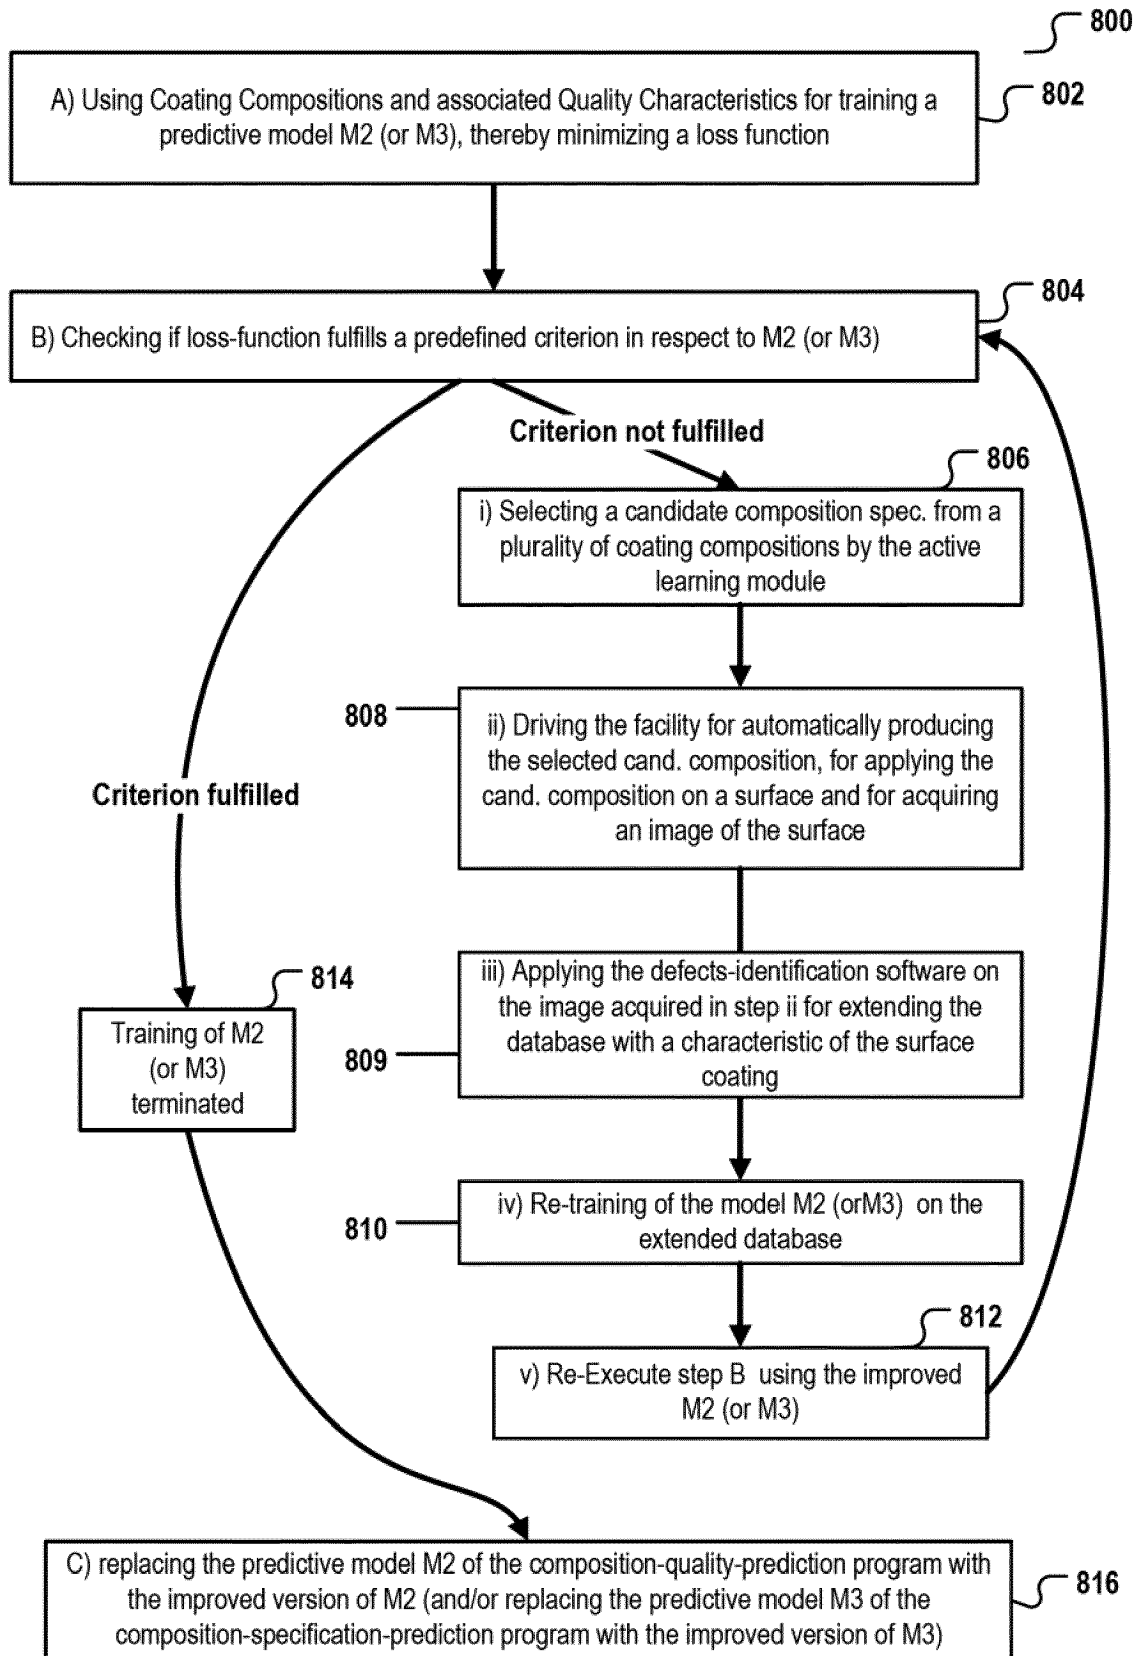 800
A) Using Coating Compositions and associated Quality Characteristics for training a
predictive model M2 (or M3), thereby minimizing a loss function
802
804
B) Checking if loss-function fulfills a predefined criterion in respect to M2 (or M3)
Criterion not fulfilled
806
i) Selecting a candidate composition spec. from a
plurality of coating compositions by the active
learning module
808
ii) Driving the facility for automatically producing
the selected cand. composition, for applying the
cand. composition on a surface and for acquiring
an image of the surface
Criterion fulfilled
iii) Applying the defects-identification software on
the image acquired in step ii for extending the
database with a characteristic of the surface
coating
809
814
Training of M2
(or M3)
terminated
iv) Re-training of the model M2 (orM3) on the
extended database
810
812
v) Re-Execute step B using the improved
M2 (or M3)
C) replacing the predictive model M2 of the composition-quality-prediction program with
the improved version of M2 (and/or replacing the predictive model M3 of the
composition-specification-prediction program with the improved version of M3)
816